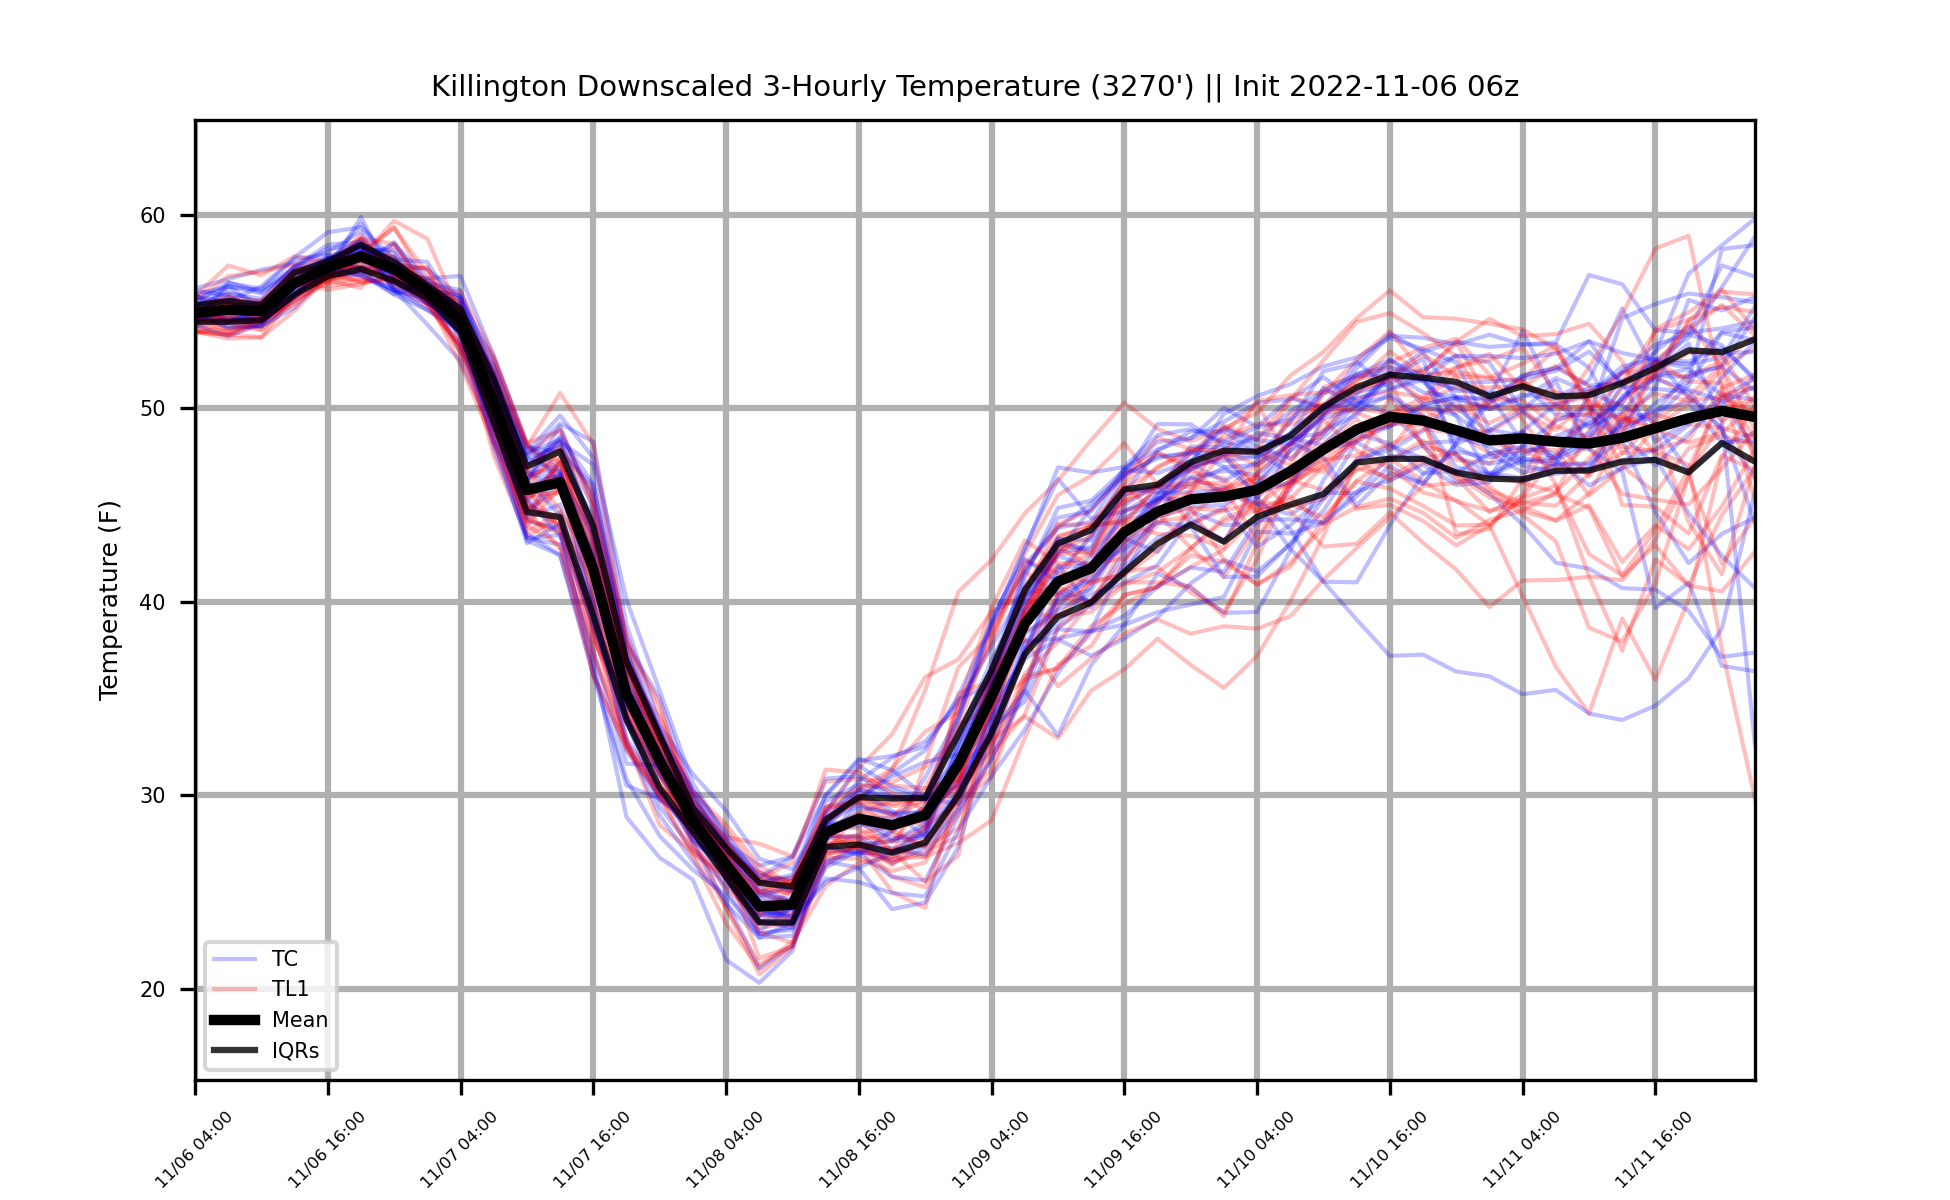 Killington Downscaled 3-Hourly Temperature (3270') || Init 2022-11-06 06z
Temperature (F)
60
50
40
30
20
TC
TL1
Mean
IQRs
11/06 04:00
11/06 16:00
11/07 04:00
11/07 16:00
11/08 04:00
11/08 16:00
11/09 04:00
11/09 16:00
11/10 04:00
11/10 16:00
11/11 04:00
11/11 16:00